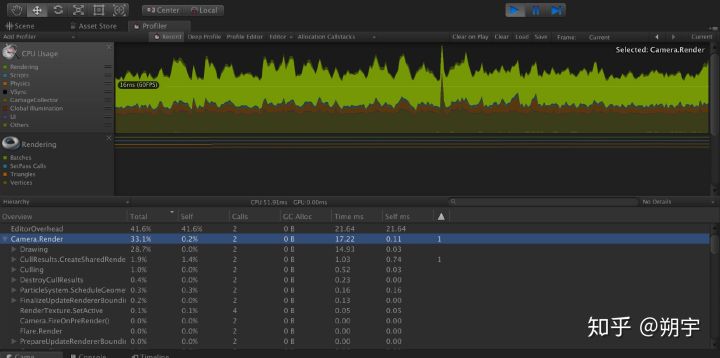 Center Local
Scene Asset Store Profiler
Add Profiler Record Deep Profile Profile Editor Editor Allocation Callstacks Clear on Play Clear Load Save Frame: Current Current
CPU Usage
Selected: Camera.Render
Rendering
Scripts
Physics
VSync
GarbageCollector
Global Illumination
UI
Others
16ms (60FPS)
Rendering
Batches
SetPass Calls
Triangles
Vertices
Hierarchy CPU:51.91ms GPU:0.00ms No Details
Overview Total Self Calls GC Alloc Time ms Self ms
EditorOverhead 41.6% 41.6% 2 0 B 21.64 21.64
Camera.Render 33.1% 0.2% 2 0 B 17.22 0.11 1
Drawing 28.7% 0.0% 2 0 B 14.93 0.04
CullResults.CreateSharedRende 1.9% 1.4% 2 0 B 1.03 0.74 1
Culling 1.0% 0.0% 2 0 B 0.52 0.03
DestroyCullResults 0.4% 0.0% 2 0 B 0.23 0.00
ParticleSystem.ScheduleGeome 0.3% 0.3% 2 0 B 0.16 0.16
FinalizeUpdateRendererBoundin 0.2% 0.0% 2 0 B 0.13 0.00
RenderTexture.SetActive 0.1% 0.1% 4 0 B 0.05 0.05
Camera.FireOnPreRender() 0.0% 0.0% 2 0 B 0.00 0.00
Flare.Render 0.0% 0.0% 2 0 B 0.00 0.00
PrepareUpdateRendererBoundin 0.0% 0.0% 2 0 B 0.00 0.00
知乎 @朔宇
Game Console Timeline